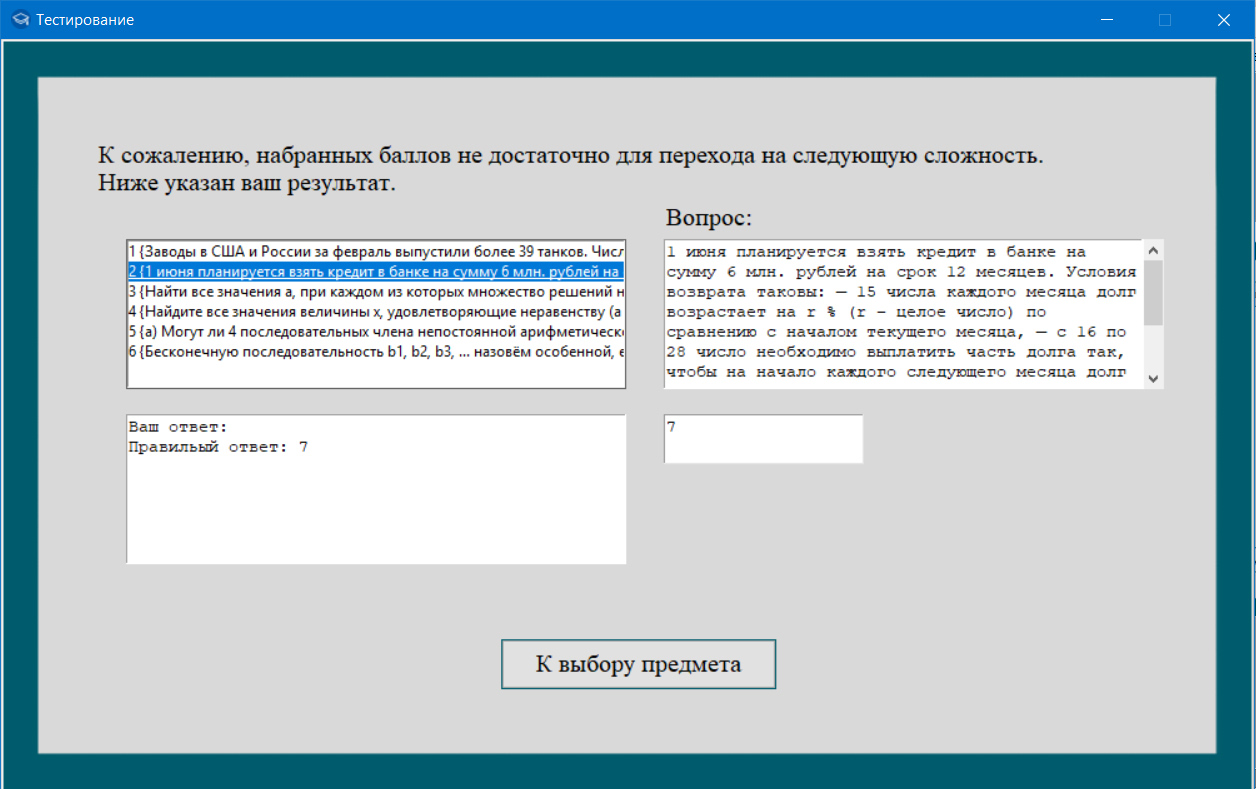 Тестирование
К сожалению, набранных баллов не достаточно для перехода на следующую сложность.
Ниже указан ваш результат.
1 {Заводы в США и России за февраль выпустили более 39 танков. Числ
2 {1 июня планируется взять кредит в банке на сумму 6 млн. рублей на
3 {Найти все значения а, при каждом из которых множество решений н
4 {Найдите все значения величины х, удовлетворяющие неравенству (а
5 {а) Могут ли 4 последовательных члена непостоянной арифметическ
6 {Бесконечную последовательность b1, b2, b3, ... назовём особенной, е
Вопрос:
1 июня планируется взять кредит в банке на
сумму 6 млн. рублей на срок 12 месяцев. Условия
возврата таковы: — 15 числа каждого месяца долг
возрастает на r % (r – целое число) по
сравнению с началом текущего месяца, — с 16 по
28 число необходимо выплатить часть долга так,
чтобы на начало каждого следующего месяца долг
Ваш ответ:
Правильый ответ: 7
7
К выбору предмета